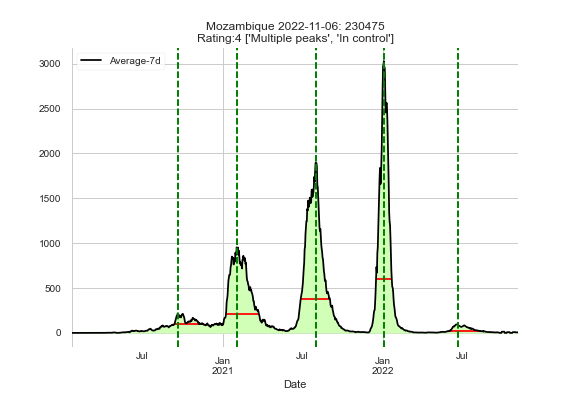 Mozambique 2022-11-06: 230475
Rating:4 ['Multiple peaks', 'In control']
Average-7d
3000
2500
2000
1500
1000
500
0
Jul
Jan
2021
Jul
Jan
2022
Jul
Date